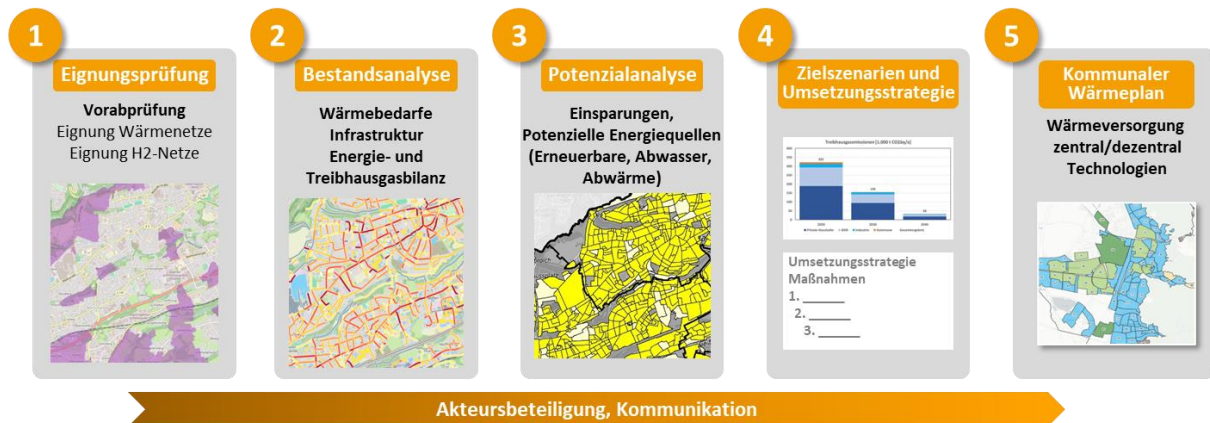 1
Eignungsprüfung
Vorabprüfung
Eignung Wärmenetze
Eignung H2-Netze
2
Bestandsanalyse
Wärmebedarfe
Infrastruktur
Energie- und
Treibhausgasbilanz
3
Potenzialanalyse
Einsparungen,
Potenzielle Energiequellen
(Erneuerbare, Abwasser,
Abwärme)
4
Zielszenarien und
Umsetzungsstrategie
Umsetzungsstrategie
Maßnahmen
1. ______
2. ______
3. ______
5
Kommunaler
Wärmeplan
Wärmeversorgung
zentral/dezentral
Technologien
Akteursbeteiligung, Kommunikation